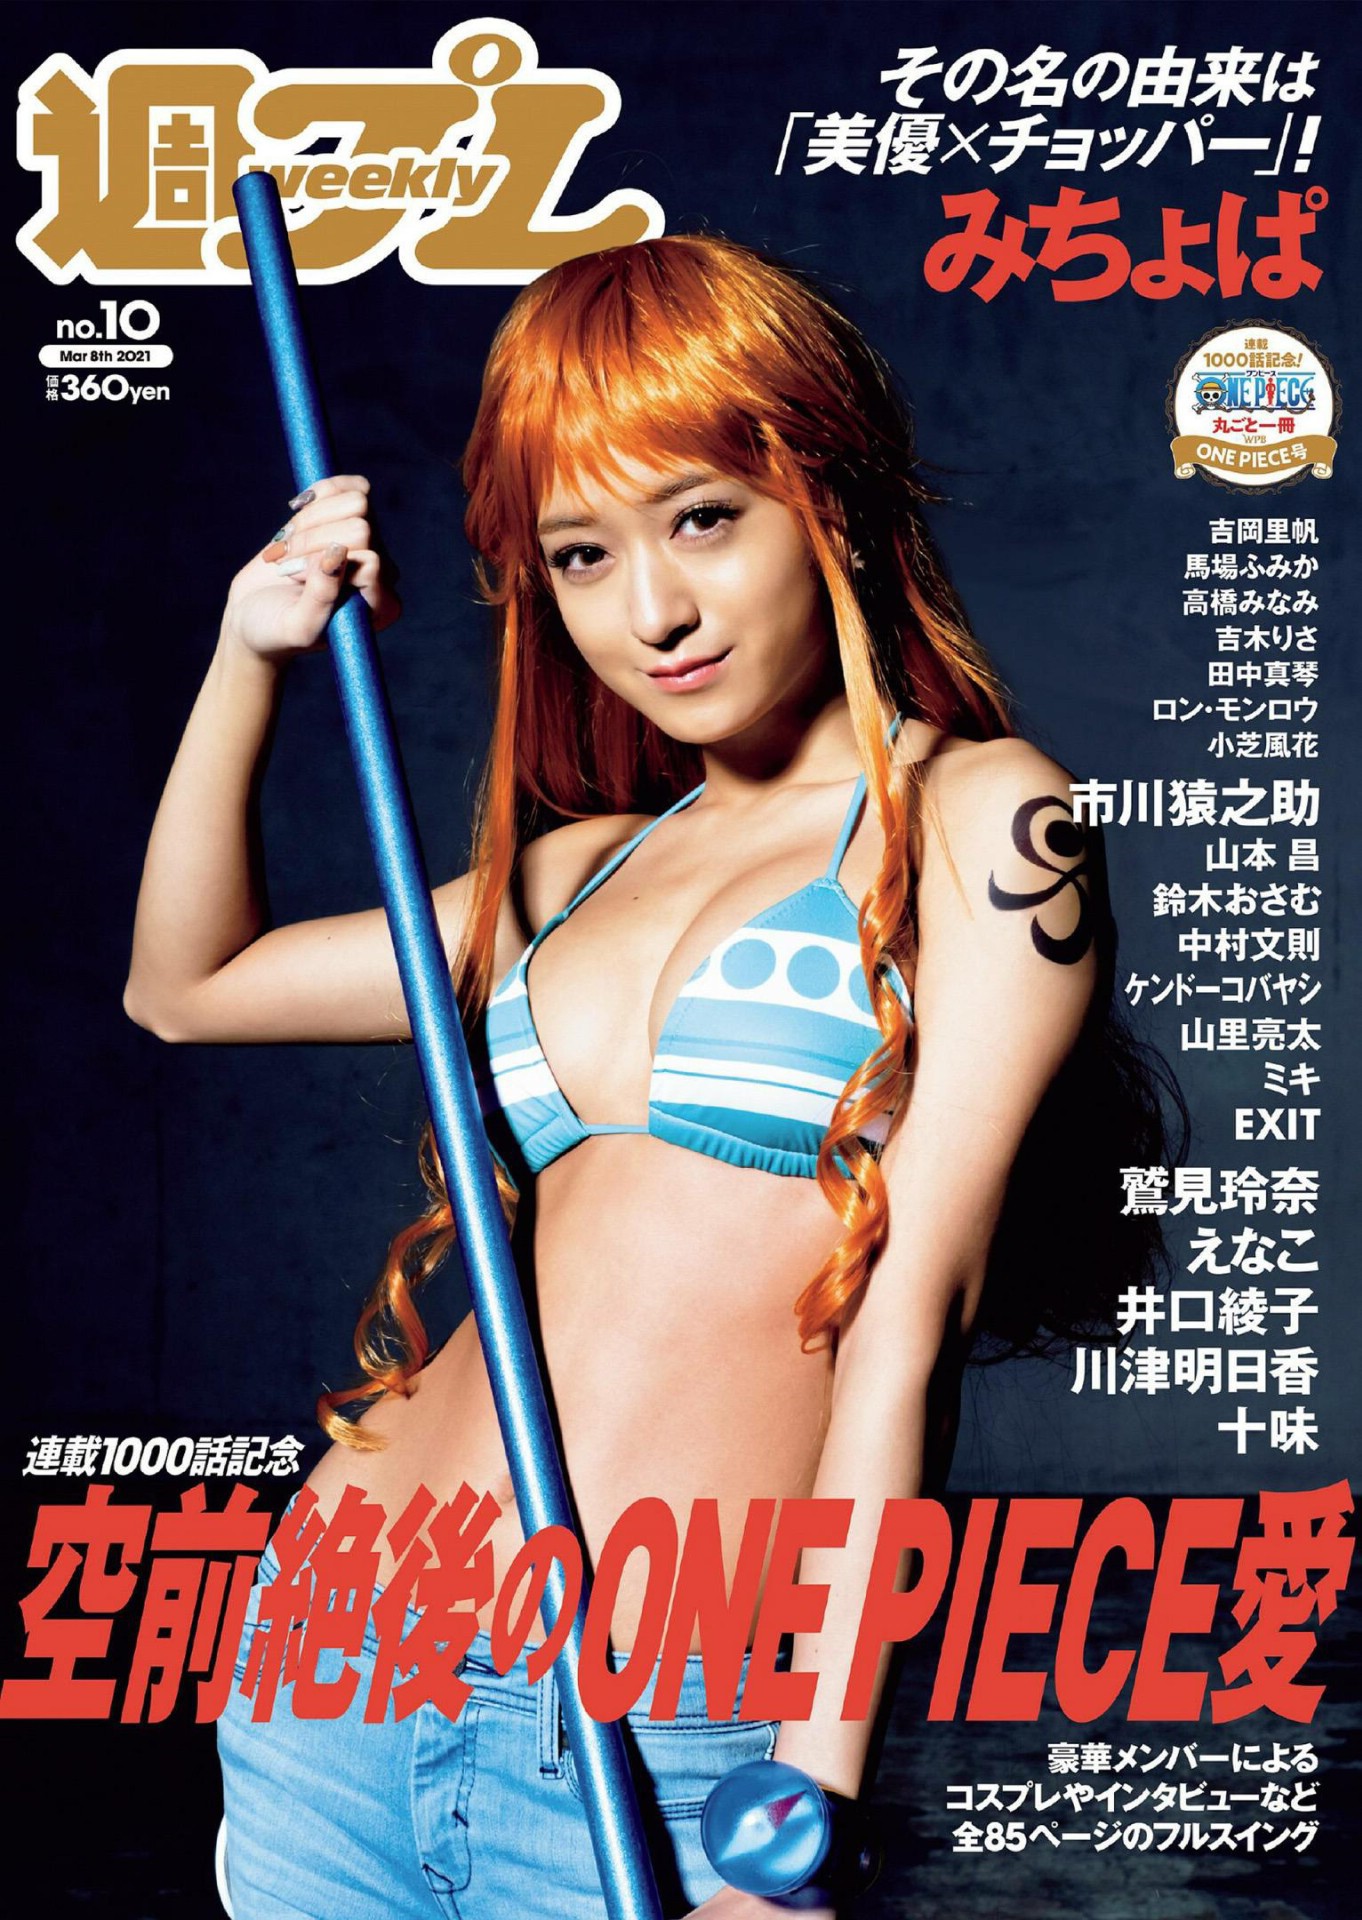 週プレ
weekly
no.10
Mar 8th 2021
価格360yen
その名の由来は
「美優×チョッパー」!
みちょぱ
連載
1000話記念!
ワンピース
ONE PIECE
丸ごと一冊
WPB
ONE PIECE号
吉岡里帆
馬場ふみか
高橋みなみ
吉木りさ
田中真琴
ロン・モンロウ
小芝風花
市川猿之助
山本 昌
鈴木おさむ
中村文則
ケンドーコバヤシ
山里亮太
ミキ
EXIT
鷲見玲奈
えなこ
井口綾子
川津明日香
十味
連載1000話記念
空前絶後のONE PIECE愛
豪華メンバーによる
コスプレやインタビューなど
全85ページのフルスイング